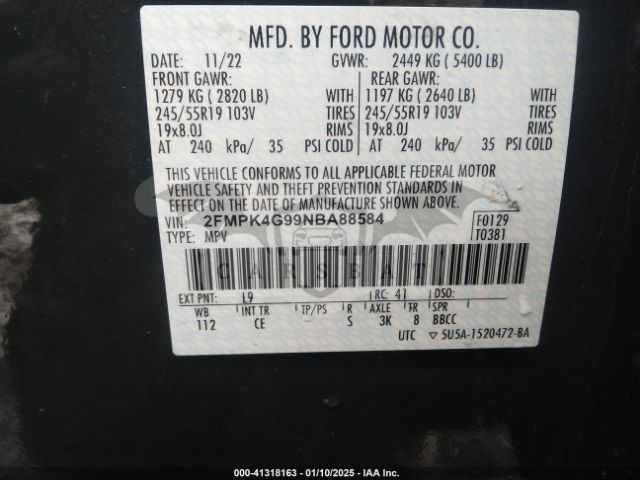 MFD. BY FORD MOTOR CO.
DATE: 11/22 GVWR: 2449 KG ( 5400 LB)
FRONT GAWR: REAR GAWR:
1279 KG ( 2820 LB) WITH 1197 KG ( 2640 LB) WITH
245/55R19 103V TIRES 245/55R19 103V TIRES
19x8.0J RIMS 19x8.0J RIMS
AT 240 kPa/ 35 PSI COLD AT 240 kPa/ 35 PSI COLD
THIS VEHICLE CONFORMS TO ALL APPLICABLE FEDERAL MOTOR
VEHICLE SAFETY AND THEFT PREVENTION STANDARDS IN
EFFECT ON THE DATE OF MANUFACTURE SHOWN ABOVE.
VIN: 2FMPK4G99NBA88584 F0129
TYPE: MPV T0381
CARSBAT
EXT PNT: L9 RC: 41 DSO:
WB INT TR TP/PS R AXLE TR SPR
112 CE S 3K 8 BBCC
UTC ▽ 5U5A-1520472-BA
000-41318163 — 01/10/2025 - IAA Inc.